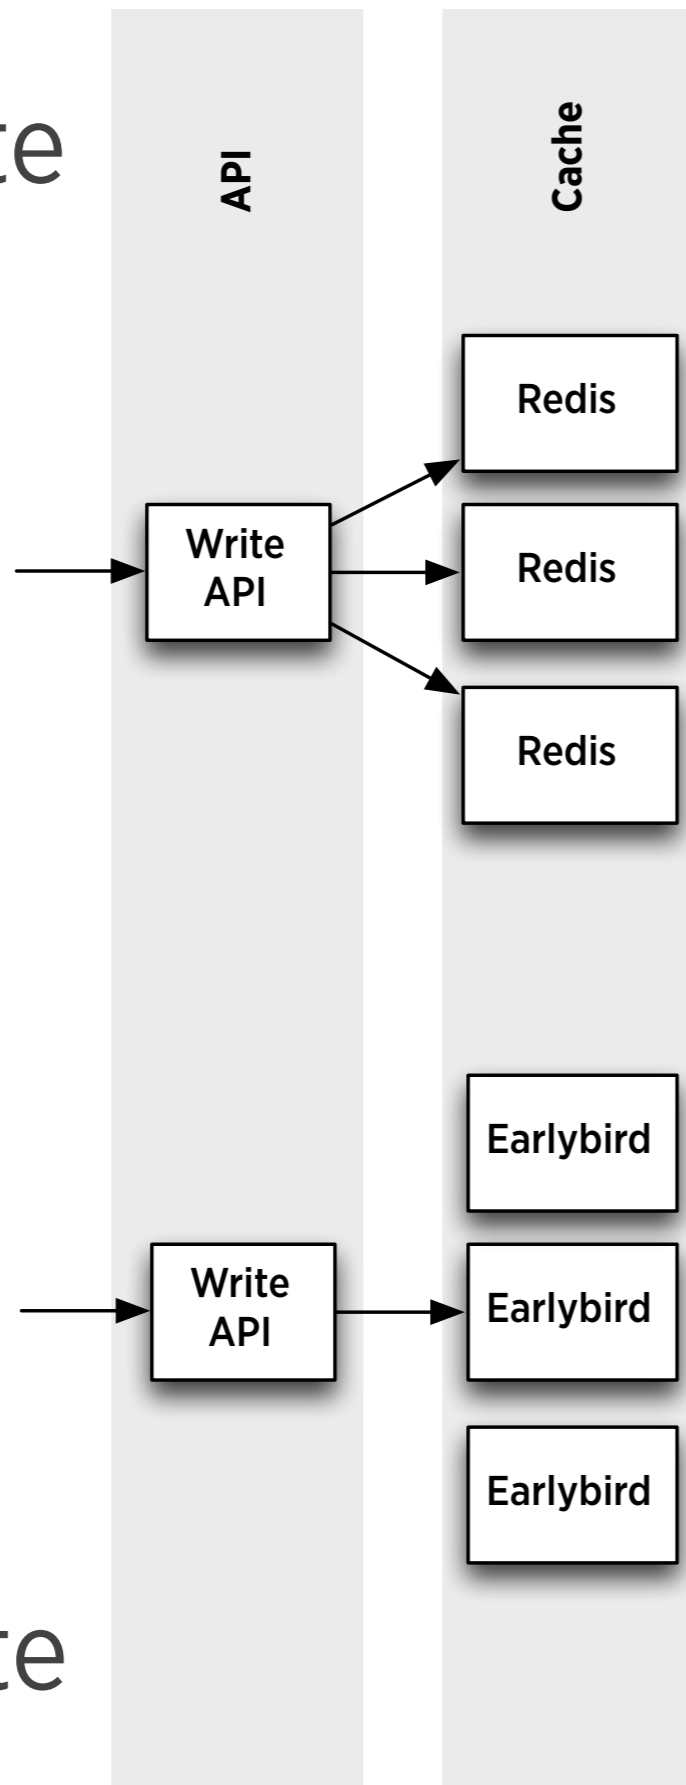 te
API
Cache
Redis
Write
API
Redis
Redis
Earlybird
Write
API
Earlybird
Earlybird
te